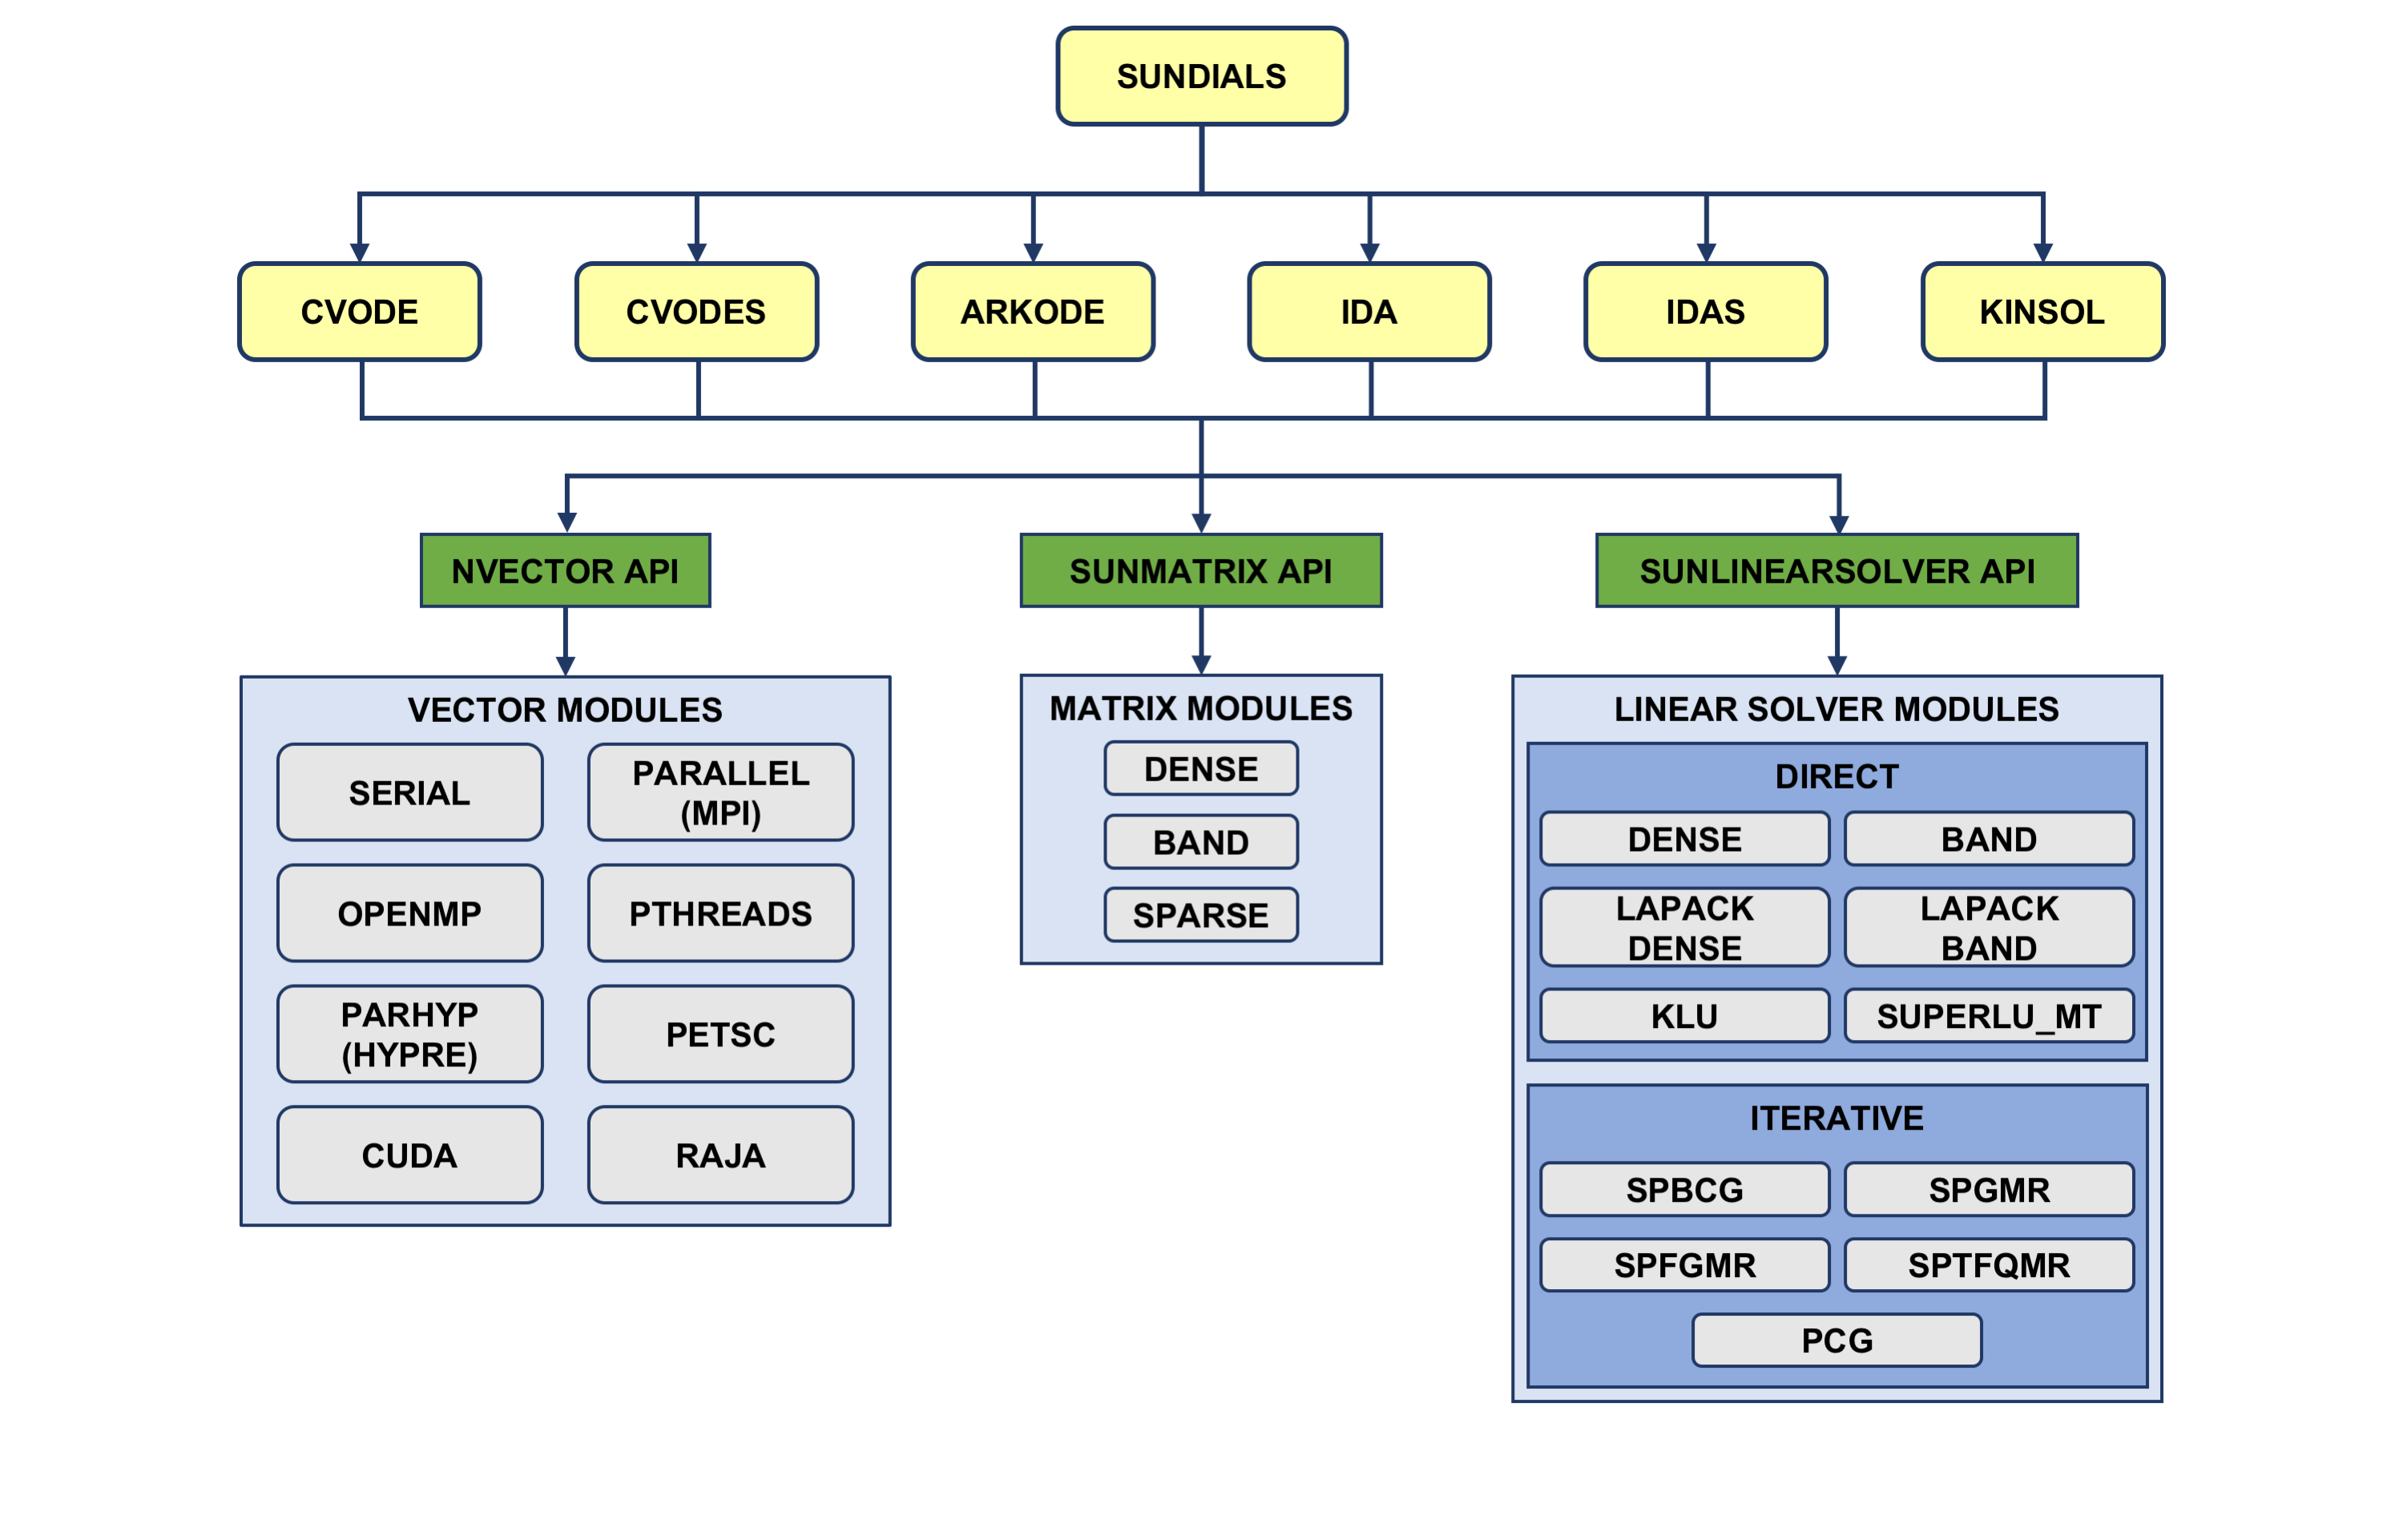 SUNDIALS
CVODE
CVODES
ARKODE
IDA
IDAS
KINSOL
NVECTOR API
SUNMATRIX API
SUNLINEARSOLVER API
VECTOR MODULES
SERIAL
PARALLEL
(MPI)
OPENMP
PTHREADS
PARHYP
(HYPRE)
PETSC
CUDA
RAJA
MATRIX MODULES
DENSE
BAND
SPARSE
LINEAR SOLVER MODULES
DIRECT
DENSE
BAND
LAPACK
DENSE
LAPACK
BAND
KLU
SUPERLU_MT
ITERATIVE
SPBCG
SPGMR
SPFGMR
SPTFQMR
PCG